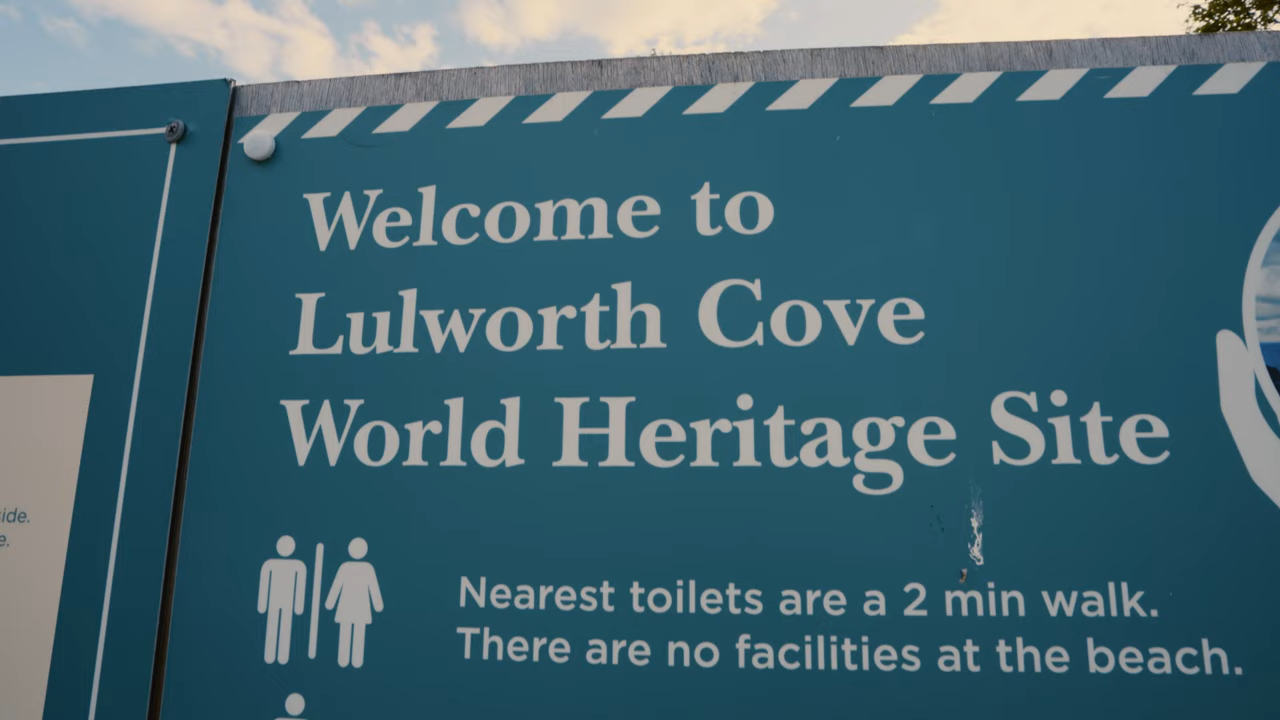 Welcome to
Lulworth Cove
World Heritage Site
Nearest toilets are a 2 min walk.
There are no facilities at the beach.